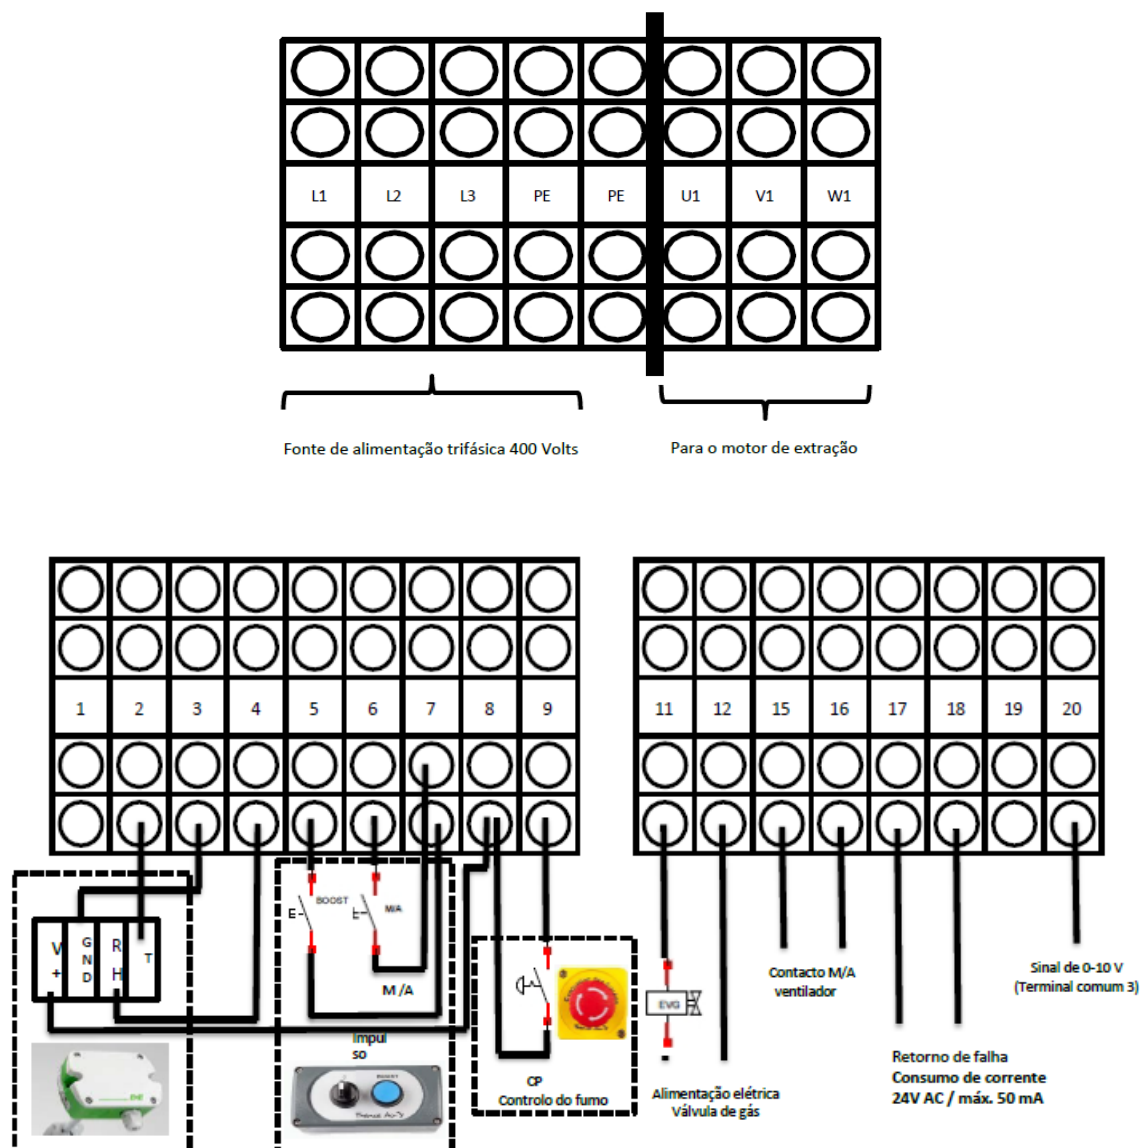 L1 L2 L3 PE PE U1 V1 W1
Fonte de alimentação trifásica 400 Volts
Para o motor de extração
1 2 3 4 5 6 7 8 9
11 12 15 16 17 18 19 20
BOOST
M/A
V+
GND
RH
T
M /A
Impul
so
CP
Controlo do fumo
EVG
Alimentação elétrica
Válvula de gás
Contacto M/A
ventilador
Retorno de falha
Consumo de corrente
24V AC / máx. 50 mA
Sinal de 0-10 V
(Terminal comum 3)